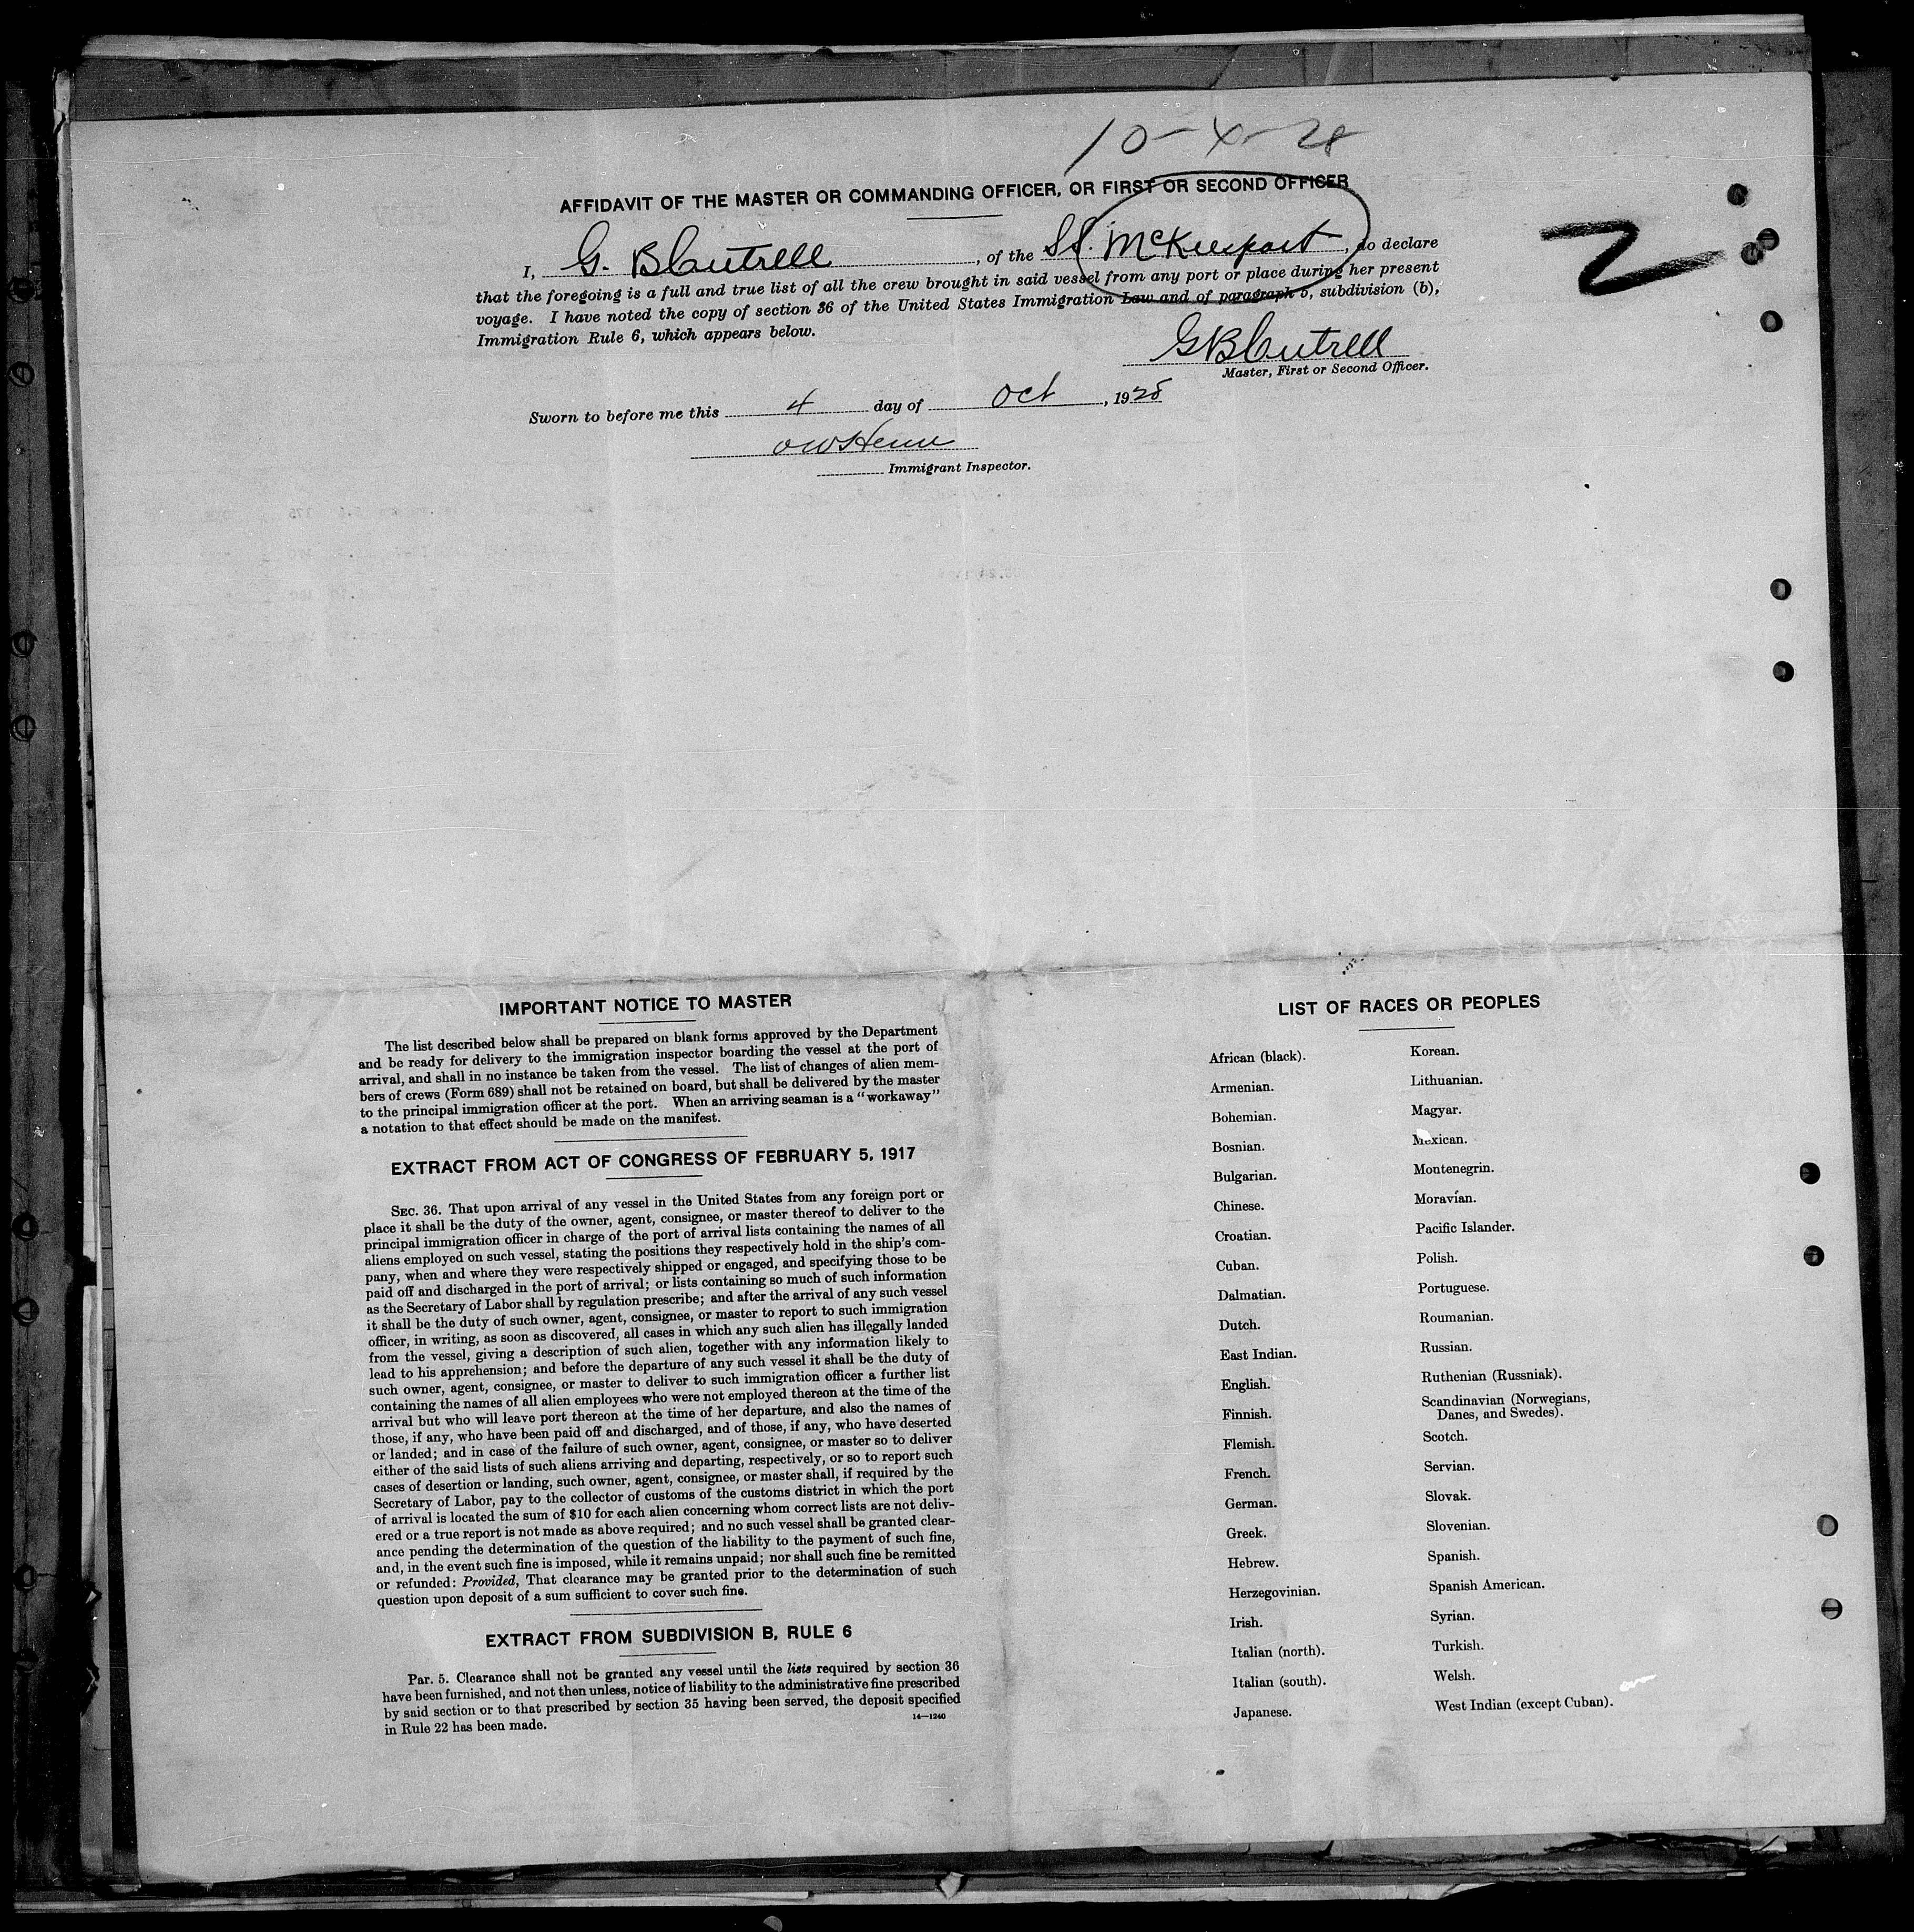 10-4-28
AFFIDAVIT OF THE MASTER OR COMMANDING OFFICER, OR FIRST OR SECOND OFFICER
I, G. B Cutrell, of the SS. McKeesport, do declare
that the foregoing is a full and true list of all the crew brought in said vessel from any port or place during her present
voyage. I have noted the copy of section 36 of the United States Immigration Law and of paragraph 5, subdivision (b),
Immigration Rule 6, which appears below.
2
GB Cutrell
Master, First or Second Officer.
Sworn to before me this 4 day of Oct, 1928
Immigrant Inspector.
IMPORTANT NOTICE TO MASTER
The list described below shall be prepared on blank forms approved by the Department
and be ready for delivery to the immigration inspector boarding the vessel at the port of
arrival, and shall in no instance be taken from the vessel. The list of changes of alien mem-
bers of crews (Form 689) shall not be retained on board, but shall be delivered by the master
to the principal immigration officer at the port. When an arriving seaman is a "workaway"
a notation to that effect should be made on the manifest.
EXTRACT FROM ACT OF CONGRESS OF FEBRUARY 5, 1917
SEC. 36. That upon arrival of any vessel in the United States from any foreign port or
place it shall be the duty of the owner, agent, consignee, or master thereof to deliver to the
principal immigration officer in charge of the port of arrival lists containing the names of all
aliens employed on such vessel, stating the positions they respectively hold in the ship's com-
pany, when and where they were respectively shipped or engaged, and specifying those to be
paid off and discharged in the port of arrival; or lists containing so much of such information
as the Secretary of Labor shall by regulation prescribe; and after the arrival of any such vessel
it shall be the duty of such owner, agent, consignee, or master to report to such immigration
officer, in writing, as soon as discovered, all cases in which any such alien has illegally landed
from the vessel, giving a description of such alien, together with any information likely to
lead to his apprehension; and before the departure of any such vessel it shall be the duty of
such owner, agent, consignee, or master to deliver to such immigration officer a further list
containing the names of all alien employees who were not employed thereon at the time of the
arrival but who will leave port thereon at the time of her departure, and also the names of
those, if any, who have been paid off and discharged, and of those, if any, who have deserted
or landed; and in case of the failure of such owner, agent, consignee, or master so to deliver
either of the said lists of such aliens arriving and departing, respectively, or so to report such
cases of desertion or landing, such owner, agent, consignee, or master shall, if required by the
Secretary of Labor, pay to the collector of customs of the customs district in which the port
of arrival is located the sum of $10 for each alien concerning whom correct lists are not deliv-
ered or a true report is not made as above required; and no such vessel shall be granted clear-
ance pending the determination of the question of the liability to the payment of such fine,
and, in the event such fine is imposed, while it remains unpaid; nor shall such fine be remitted
or refunded: Provided, That clearance may be granted prior to the determination of such
question upon deposit of a sum sufficient to cover such fine.
EXTRACT FROM SUBDIVISION B, RULE 6
Par. 5. Clearance shall not be granted any vessel until the lists required by section 36
have been furnished, and not then unless, notice of liability to the administrative fine prescribed
by said section or to that prescribed by section 35 having been served, the deposit specified
in Rule 22 has been made.
14—1240
LIST OF RACES OR PEOPLES
African (black).
Armenian.
Bohemian.
Bosnian.
Bulgarian.
Chinese.
Croatian.
Cuban.
Dalmatian.
Dutch.
East Indian.
English.
Finnish.
Flemish.
French.
German.
Greek.
Hebrew.
Herzegovinian.
Irish.
Italian (north).
Italian (south).
Japanese.
Korean.
Lithuanian.
Magyar.
Mexican.
Montenegrin.
Moravian.
Pacific Islander.
Polish.
Portuguese.
Roumanian.
Russian.
Ruthenian (Russniak).
Scandinavian (Norwegians,
Danes, and Swedes).
Scotch.
Servian.
Slovak.
Slovenian.
Spanish.
Spanish American.
Syrian.
Turkish.
Welsh.
West Indian (except Cuban).